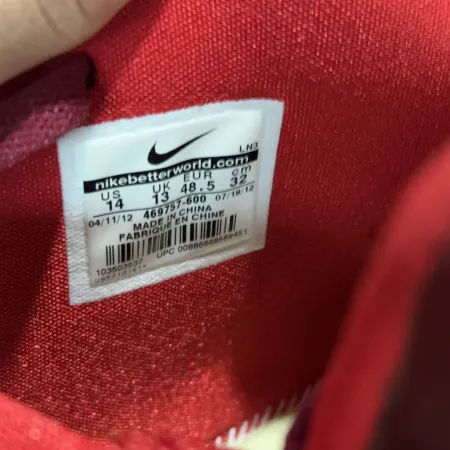 LN3
nikebetterworld.com
US UK EUR cm
14 13 48.5 32
04/11/12 469757-600 07/19/12
MADE IN CHINA
FABRIQUE EN CHINE
103503637 UPC